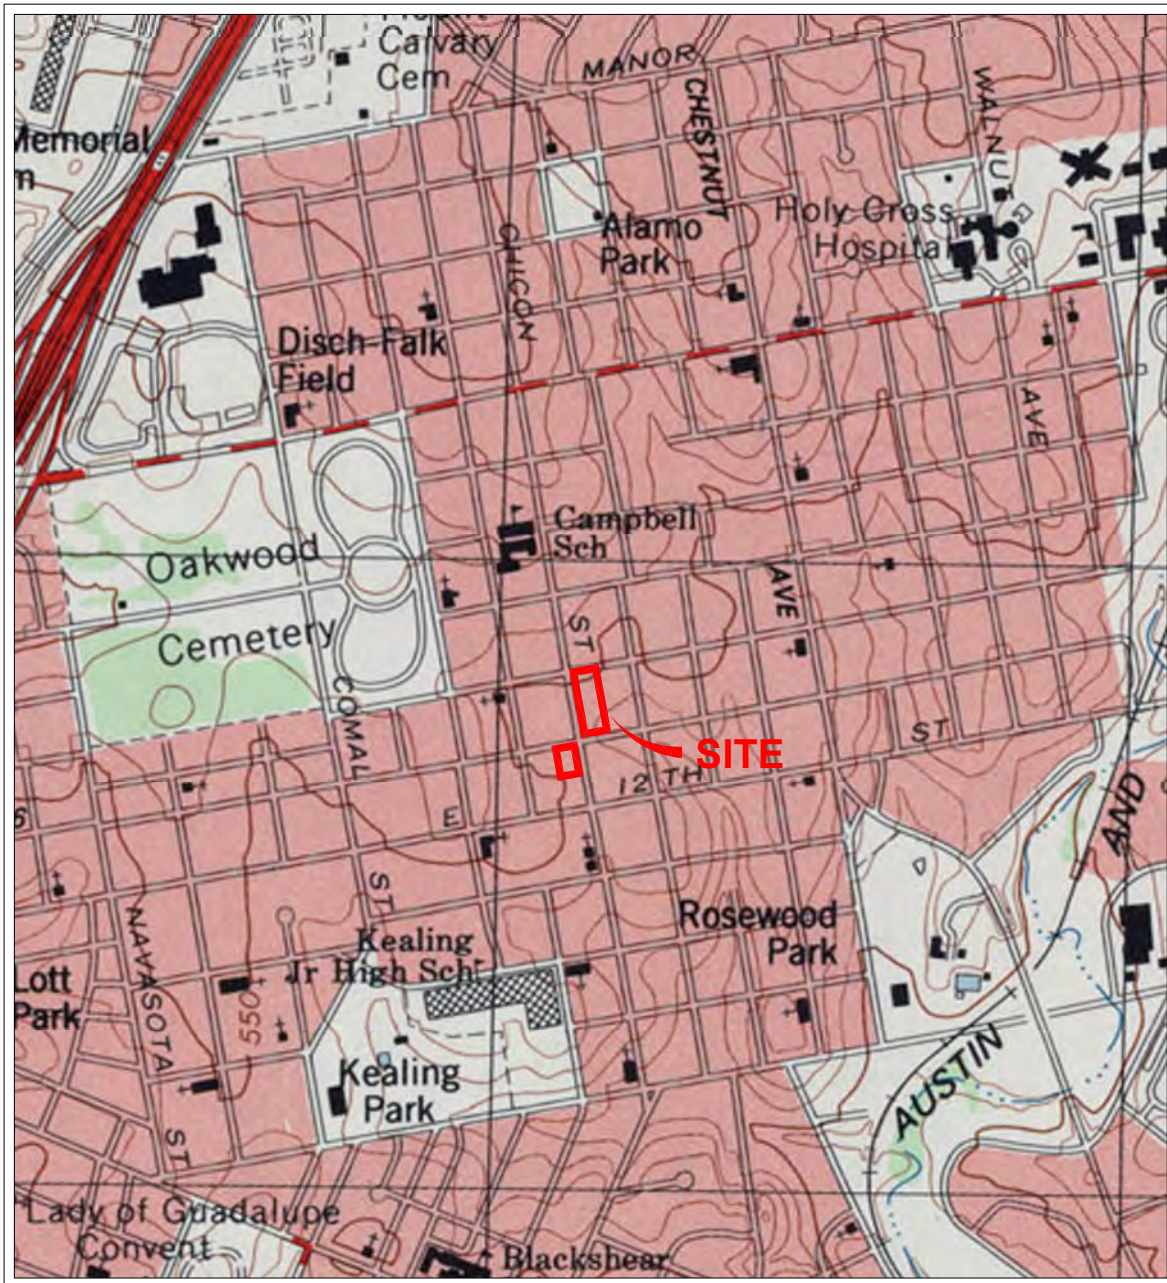 Calvary
Cem
MANOR
CHESTNUT
WALNUT
Memorial
Alamo
Park
Holy Cross
Hospital
CHICON
Disch-Falk
Field
AVE
Campbell
Sch
Oakwood
Cemetery
AVE
ST
COMAL
SITE
ST
12 TH
E
AND
ST
NAVASOTA
Kealing
Jr High Sch
Rosewood
Park
Lott
Park
550
Kealing
Park
AUSTIN
ST
Lady of Guadalupe
Convent
Blackshear